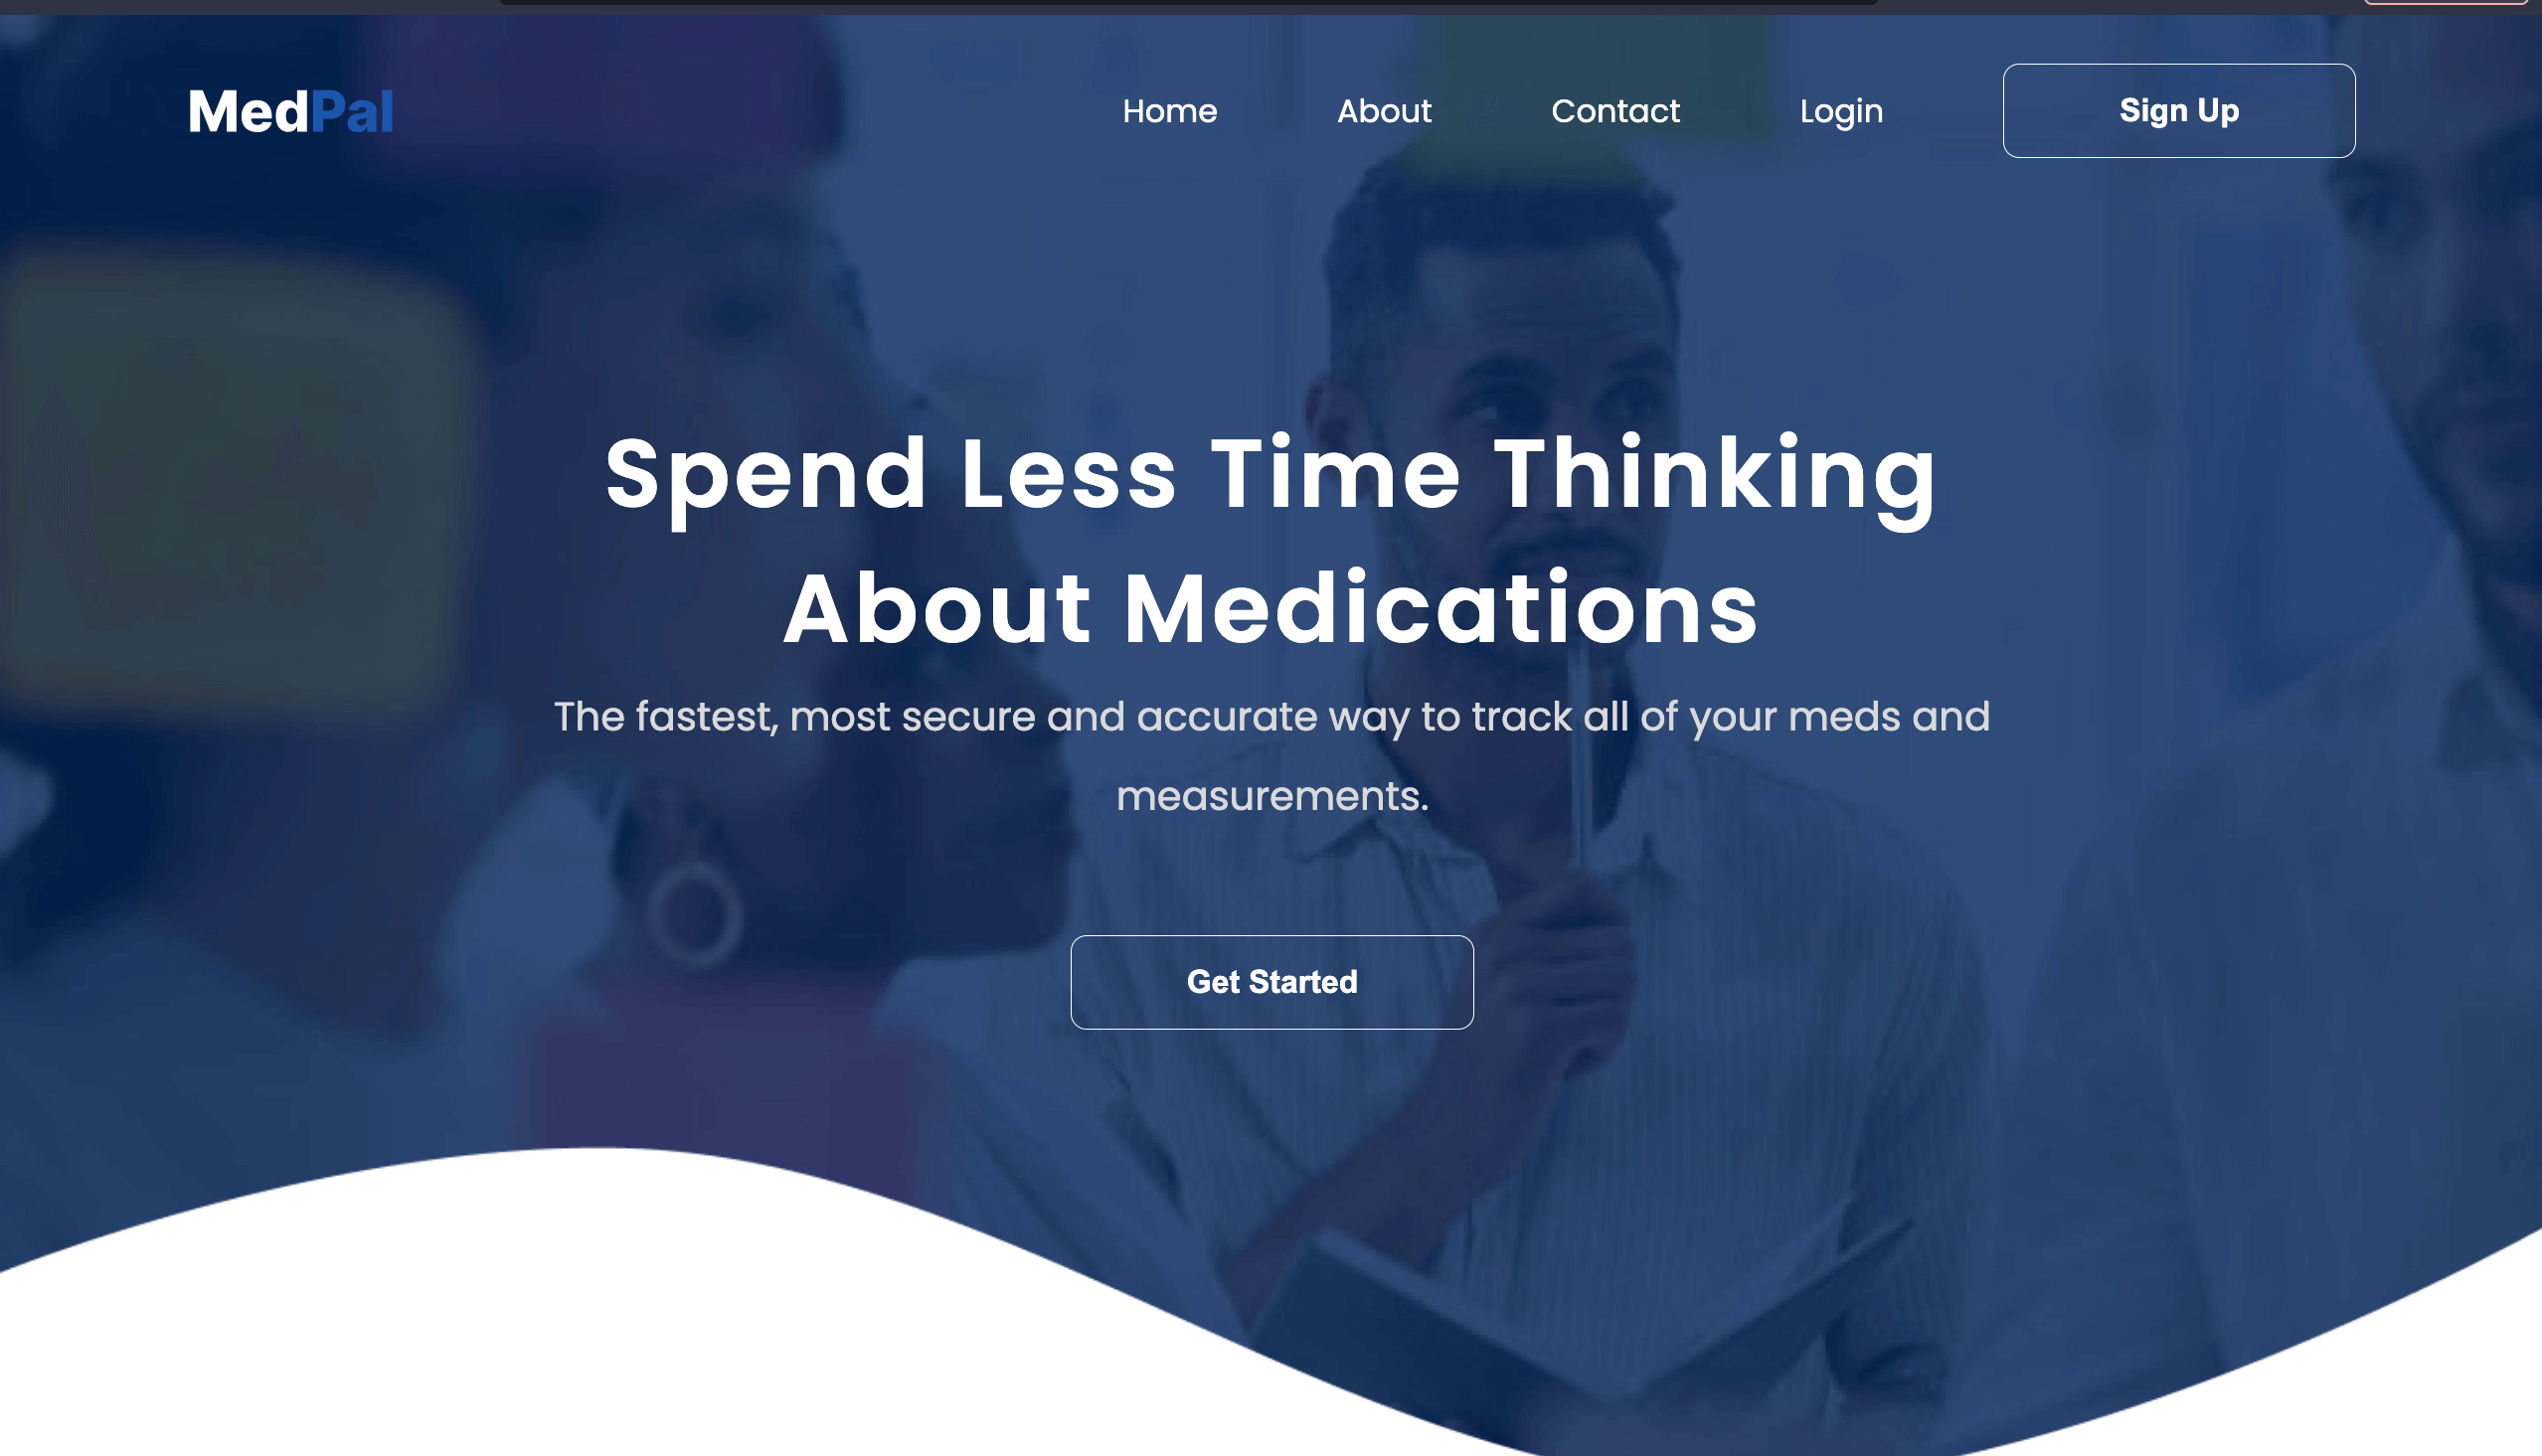 MedPal
Home
About
Contact
Login
Sign Up
Spend Less Time Thinking
About Medications
The fastest, most secure and accurate way to track all of your meds and
measurements.
Get Started